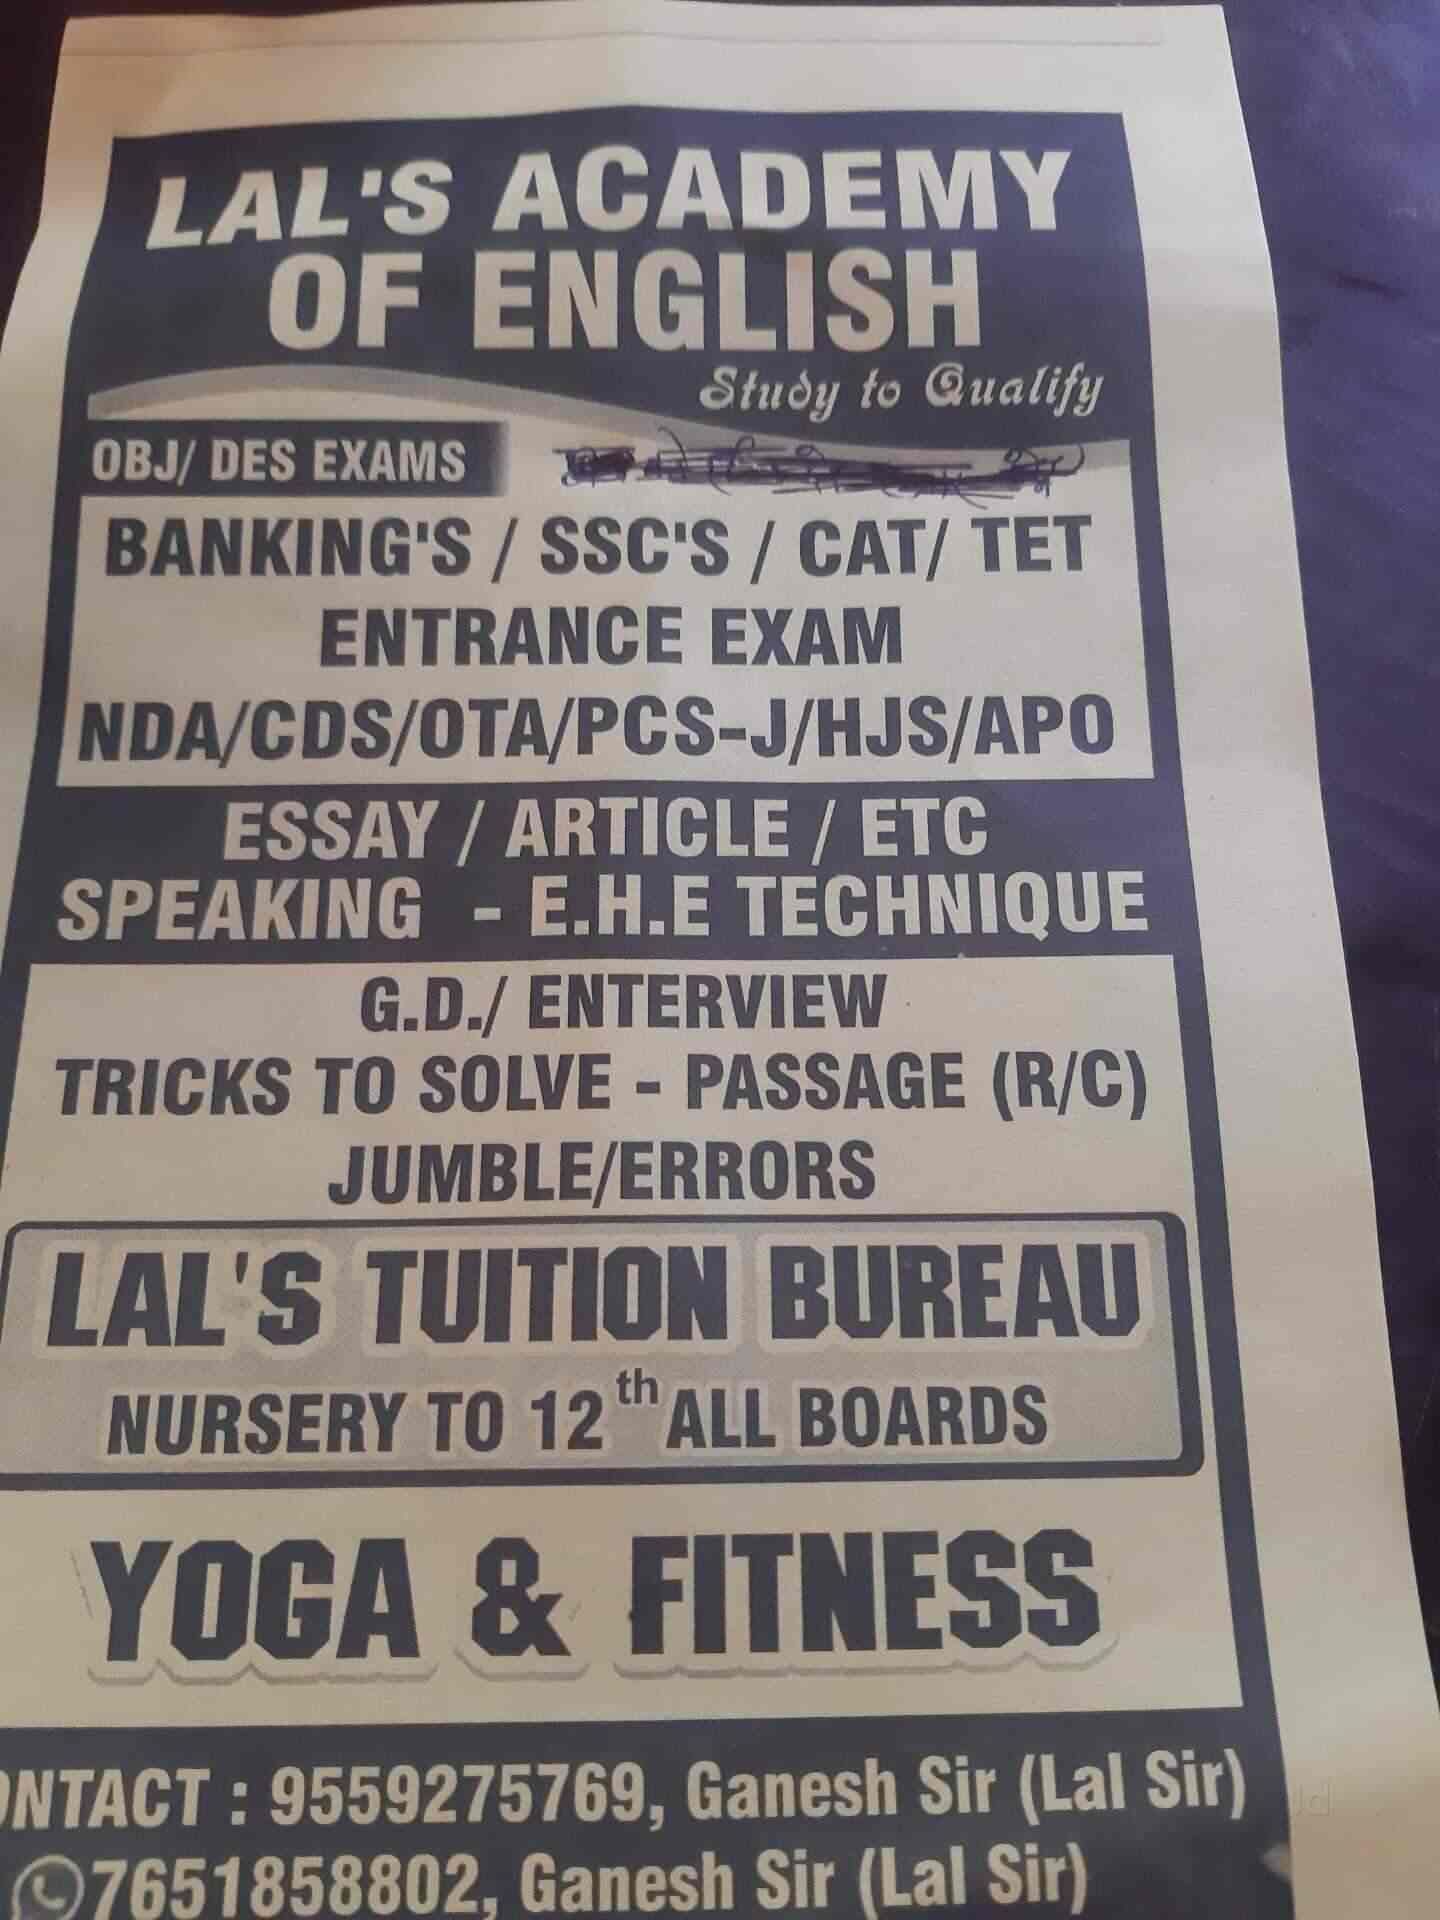 LAL'S ACADEMY
OF ENGLISH
Study to Qualify
OBJ/ DES EXAMS
BANKING'S / SSC'S / CAT/ TET
ENTRANCE EXAM
NDA/CDS/OTA/PCS-J/HJS/APO
ESSAY / ARTICLE / ETC
SPEAKING - E.H.E TECHNIQUE
G.D./ ENTERVIEW
TRICKS TO SOLVE - PASSAGE (R/C)
JUMBLE/ERRORS
LAL'S TUITION BUREAU
NURSERY TO 12th ALL BOARDS
YOGA & FITNESS
ONTACT : 9559275769, Ganesh Sir (Lal Sir)
7651858802, Ganesh Sir (Lal Sir)